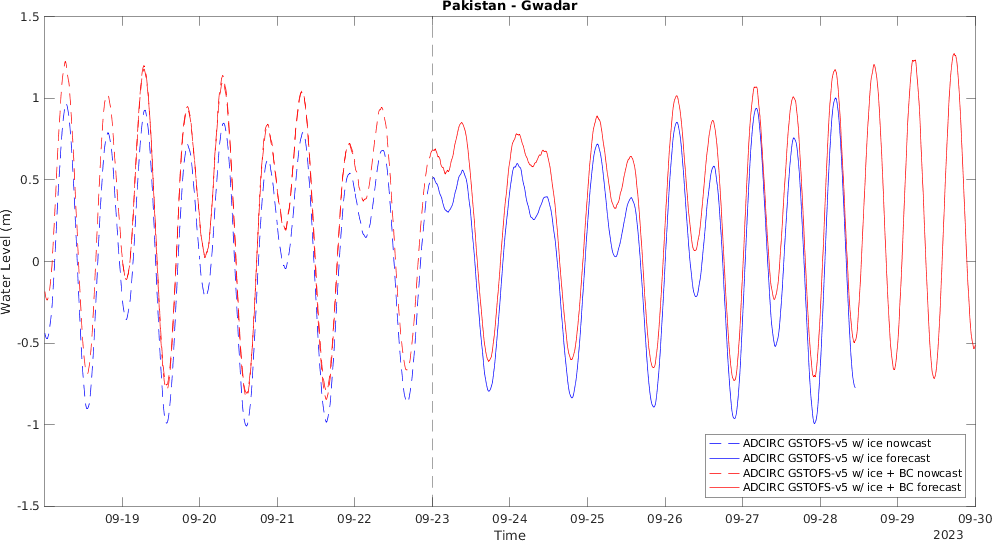 Pakistan - Gwadar
1.5
1
0.5
0
-0.5
-1
-1.5
Water Level (m)
09-19 09-20 09-21 09-22 09-23 09-24 09-25 09-26 09-27 09-28 09-29 09-30
Time
2023
ADCIRC GSTOFS-v5 w/ ice nowcast
ADCIRC GSTOFS-v5 w/ ice forecast
ADCIRC GSTOFS-v5 w/ ice + BC nowcast
ADCIRC GSTOFS-v5 w/ ice + BC forecast